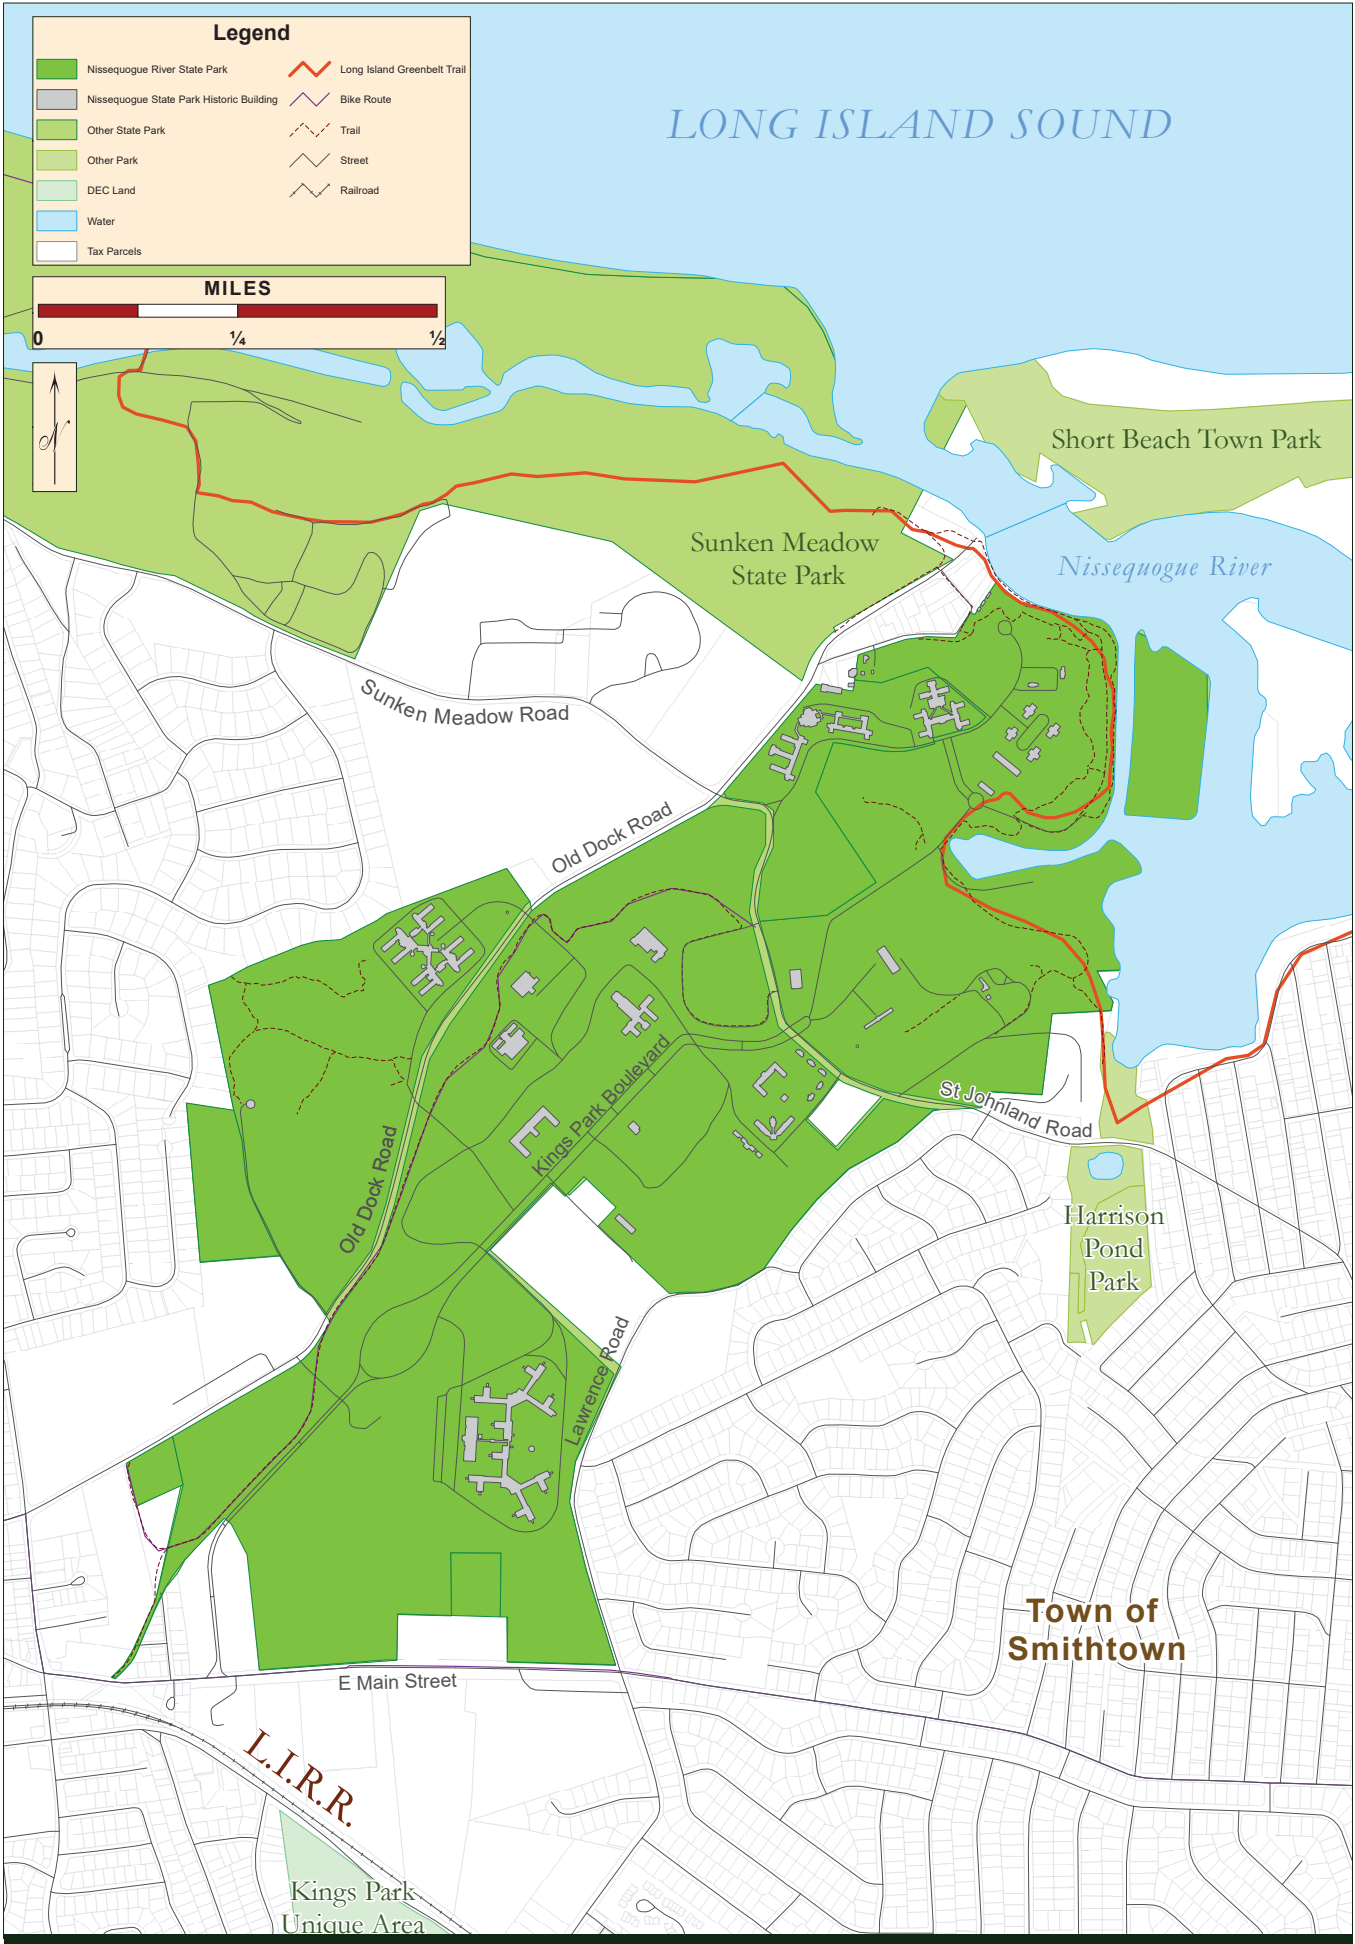 Legend
Nissequogue River State Park
Long Island Greenbelt Trail
Nissequogue State Park Historic Building
Bike Route
Other State Park
Trail
Other Park
Street
DEC Land
Railroad
Water
Tax Parcels
MILES
0 ¼ ½
N
LONG ISLAND SOUND
Short Beach Town Park
Sunken Meadow
State Park
Nissequogue River
Sunken Meadow Road
Old Dock Road
Kings Park Boulevard
St Johnland Road
Old Dock Road
Harrison
Pond
Park
Lawrence Road
Town of
Smithtown
E Main Street
L.I.R.R.
Kings Park
Unique Area